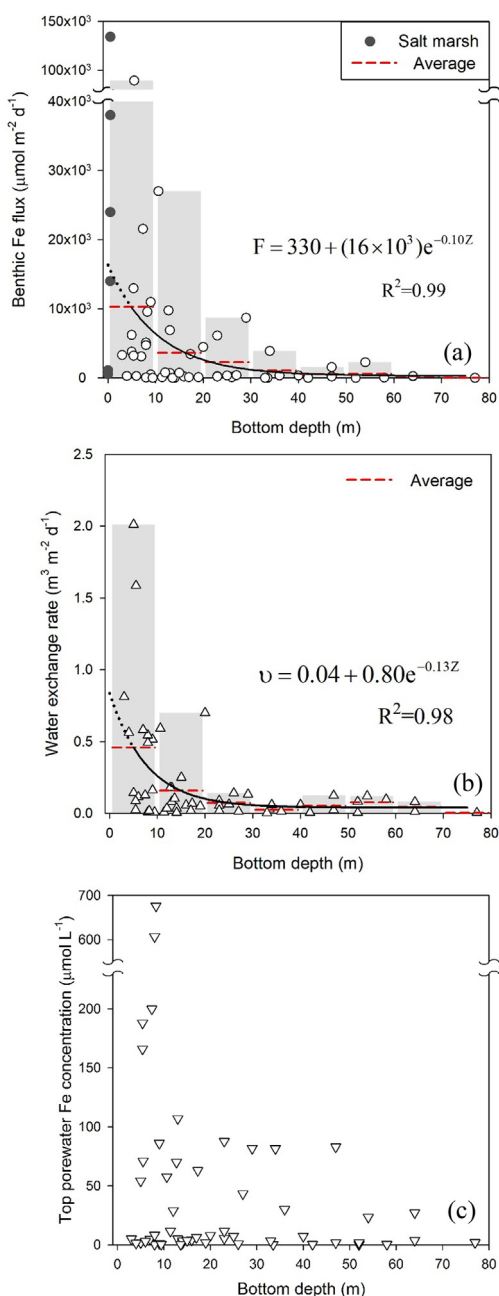 150x10³
Salt marsh
Average
100x10³
40x10³
30x10³
20x10³
10x10³
0
Benthic Fe flux (μmol m⁻² d⁻¹)
F = 330 + (16×10³)e⁻⁰·¹⁰ᶻ
R²=0.99
(a)
0 10 20 30 40 50 60 70 80
Bottom depth (m)
2.5
Average
2.0
1.5
1.0
0.5
0.0
Water exchange rate (m³ m⁻² d⁻¹)
υ = 0.04 + 0.80e⁻⁰·¹³ᶻ
R²=0.98
(b)
0 10 20 30 40 50 60 70 80
Bottom depth (m)
700
600
200
150
100
50
0
Top porewater Fe concentration (μmol L⁻¹)
(c)
0 10 20 30 40 50 60 70 80
Bottom depth (m)